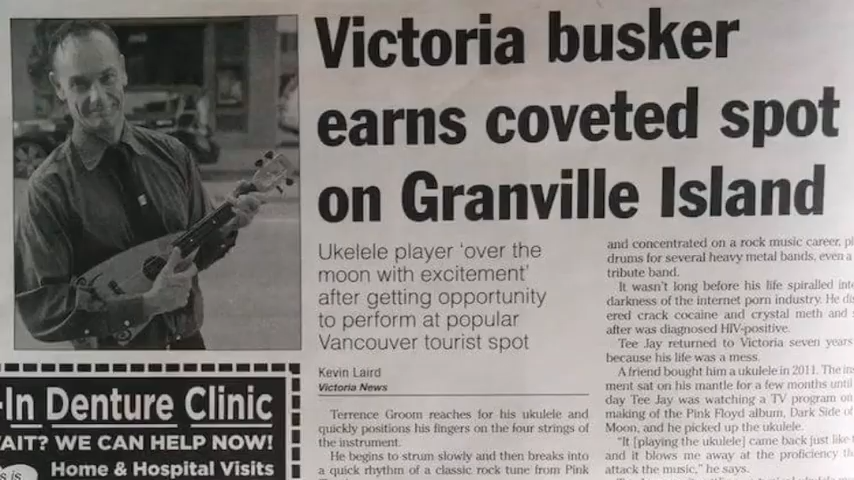 Victoria busker
earns coveted spot
on Granville Island
Ukelele player 'over the
moon with excitement'
after getting opportunity
to perform at popular
Vancouver tourist spot
Kevin Laird
Victoria News
Terrence Groom reaches for his ukulele and
quickly positions his fingers on the four strings of
the instrument.
He begins to strum slowly and then breaks into
a quick rhythm of a classic rock tune from Pink
and concentrated on a rock music career, pl
drums for several heavy metal bands, even a
tribute band.
It wasn't long before his life spiralled int
darkness of the internet porn industry. He dis
ered crack cocaine and crystal meth and
after was diagnosed HIV-positive.
Tee Jay returned to Victoria seven years
because his life was a mess.
A friend bought him a ukulele in 2011. The ins
ment sat on his mantle for a few months until
day Tee Jay was watching a TV program on
making of the Pink Floyd album, Dark Side of
Moon, and he picked up the ukulele.
"It [playing the ukulele] came back just like
and it blows me away at the proficiency th
attack the music," he says.
-In Denture Clinic
AIT? WE CAN HELP NOW!
Home & Hospital Visits